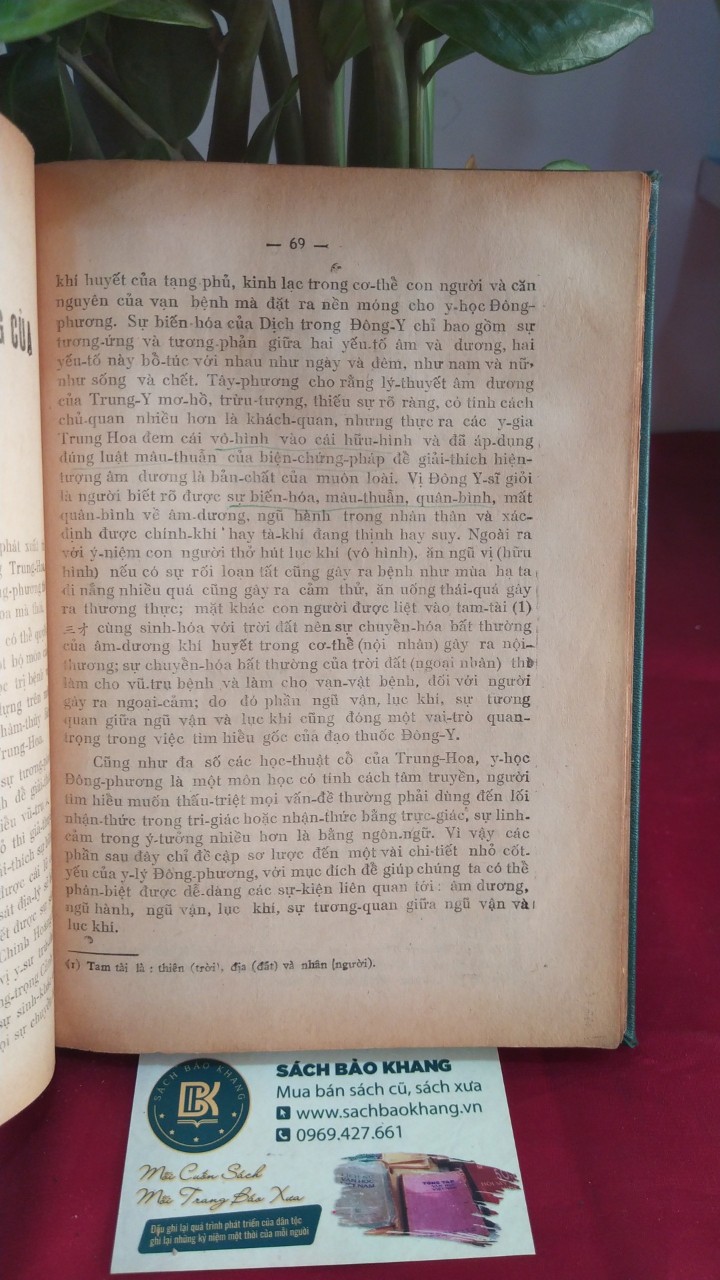 — 69 —
khí huyết của tạng phủ, kinh lạc trong cơ-thể con người và căn
nguyên của vạn bệnh mà đặt ra nền móng cho y-học Đông-
phương. Sự biến-hóa của Dịch trong Đông-Y chỉ bao gồm sự
tương-ứng và tương-phản giữa hai yếu-tố âm và dương, hai
yếu-tố này bổ-túc với nhau như ngày và đêm, như nam và nữ,
như sống và chết. Tây-phương cho rằng lý-thuyết âm dương
của Trung-Y mơ-hồ, trừu-tượng, thiếu sự rõ ràng, có tính cách
chủ-quan nhiều hơn là khách-quan, nhưng thực ra các y-gia
Trung Hoa đem cái vô-hình vào cái hữu-hình và đã áp-dụng
đúng luật mâu-thuẫn của biện-chứng-pháp để giải-thích hiện-
tượng âm dương là bản-chất của muôn loài. Vị Đông Y-sĩ giỏi
là người biết rõ được sự biến-hóa, mâu-thuẫn, quân-bình, mất
quân-bình về âm-dương, ngũ hành trong nhân thân và xác-
định được chính-khí hay tà-khí đang thịnh hay suy. Ngoài ra
với ý-niệm con người thở hút lục khí (vô hình), ăn ngũ vị (hữu
hình) nếu có sự rối loạn tất cũng gây ra bệnh như mùa hạ ta
đi nắng nhiều quá cũng gây ra cảm thử, ăn uống thái-quá gây
ra thương thực; mặt khác con người được liệt vào tam-tài (1)
三才 cùng sinh-hóa với trời đất nên sự chuyển-hóa bất thường
của âm-dương khí huyết trong cơ-thể (nội nhân) gây ra nội-
thương; sự chuyển-hóa bất thường của trời đất (ngoại nhân) thì
làm cho vũ-trụ bệnh và làm cho vạn-vật bệnh, đối với người
gây ra ngoại-cảm; do đó phần ngũ vận, lục khí, sự tương
quan giữa ngũ vận và lục khí cũng đóng một vai-trò quan-
trọng trong việc tìm hiểu gốc của đạo thuốc Đông-Y.
Cũng như đa số các học-thuật cổ của Trung-Hoa, y-học
Đông-phương là một môn học có tính cách tâm truyền, người
tìm hiểu muốn thấu-triệt mọi vấn-đề thường phải dùng đến lối
nhận-thức trong tri-giác hoặc nhận-thức bằng trực-giác, sự linh-
cảm trong ý-tưởng nhiều hơn là bằng ngôn-ngữ. Vì vậy các
phần sau đây chỉ đề cập sơ lược đến một vài chi-tiết nhỏ cốt-
yếu của y-lý Đông-phương, với mục đích để giúp chúng ta có thể
phân-biệt được dễ-dàng các sự-kiện liên quan tới : âm dương,
ngũ hành, ngũ vận, lục khí, sự tương-quan giữa ngũ vận và
lục khí.
(1) Tam tài là : thiên (trời), địa (đất) và nhân (người).
SÁCH BẢO KHANG
BK
SÁCH BẢO KHANG
Mua bán sách cũ, sách xưa
www.sachbaokhang.vn
0969.427.661
Mỗi Cuốn Sách
Mỗi Trang Báo Xưa
Đậu ghi lại quá trình phát triển của dân tộc
ghi lại những kỷ niệm một thời của mỗi người